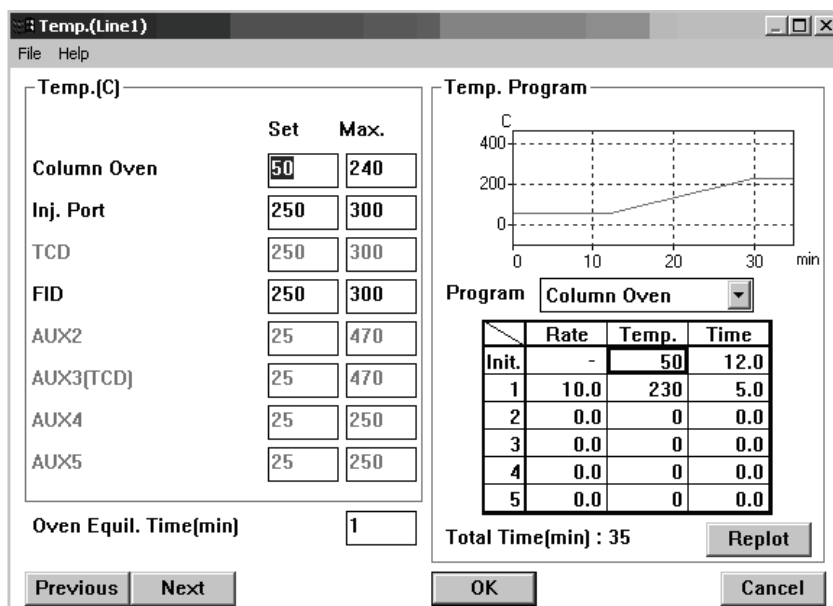 Temp.(Line1)
File Help
Temp.(C)
Set Max.
Column Oven 50 240
Inj. Port 250 300
TCD 250 300
FID 250 300
AUX2 25 470
AUX3(TCD) 25 470
AUX4 25 250
AUX5 25 250
Oven Equil. Time(min) 1
Previous Next
Temp. Program
C
400
200
0
0 10 20 30 min
Program Column Oven
Rate Temp. Time
Init. - 50 12.0
1 10.0 230 5.0
2 0.0 0 0.0
3 0.0 0 0.0
4 0.0 0 0.0
5 0.0 0 0.0
Total Time(min) : 35 Replot
OK Cancel